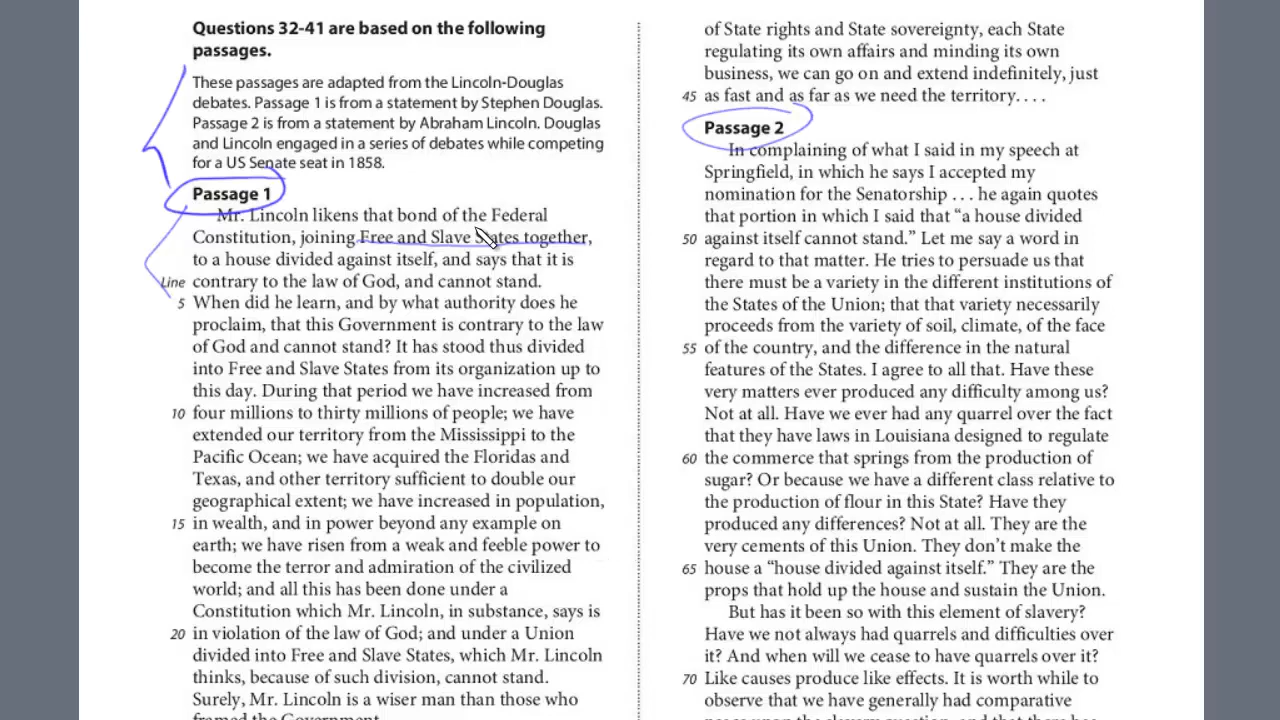 Questions 32-41 are based on the following
passages.
These passages are adapted from the Lincoln-Douglas
debates. Passage 1 is from a statement by Stephen Douglas.
Passage 2 is from a statement by Abraham Lincoln. Douglas
and Lincoln engaged in a series of debates while competing
for a US Senate seat in 1858.
Passage 1
Mr. Lincoln likens that bond of the Federal
Constitution, joining Free and Slave States together,
to a house divided against itself, and says that it is
Line contrary to the law of God, and cannot stand.
5 When did he learn, and by what authority does he
proclaim, that this Government is contrary to the law
of God and cannot stand? It has stood thus divided
into Free and Slave States from its organization up to
this day. During that period we have increased from
10 four millions to thirty millions of people; we have
extended our territory from the Mississippi to the
Pacific Ocean; we have acquired the Floridas and
Texas, and other territory sufficient to double our
geographical extent; we have increased in population,
15 in wealth, and in power beyond any example on
earth; we have risen from a weak and feeble power to
become the terror and admiration of the civilized
world; and all this has been done under a
Constitution which Mr. Lincoln, in substance, says is
20 in violation of the law of God; and under a Union
divided into Free and Slave States, which Mr. Lincoln
thinks, because of such division, cannot stand.
Surely, Mr. Lincoln is a wiser man than those who
framed the Government.
of State rights and State sovereignty, each State
regulating its own affairs and minding its own
business, we can go on and extend indefinitely, just
45 as fast and as far as we need the territory. . . .
Passage 2
In complaining of what I said in my speech at
Springfield, in which he says I accepted my
nomination for the Senatorship . . . he again quotes
that portion in which I said that “a house divided
50 against itself cannot stand.” Let me say a word in
regard to that matter. He tries to persuade us that
there must be a variety in the different institutions of
the States of the Union; that that variety necessarily
proceeds from the variety of soil, climate, of the face
55 of the country, and the difference in the natural
features of the States. I agree to all that. Have these
very matters ever produced any difficulty among us?
Not at all. Have we ever had any quarrel over the fact
that they have laws in Louisiana designed to regulate
60 the commerce that springs from the production of
sugar? Or because we have a different class relative to
the production of flour in this State? Have they
produced any differences? Not at all. They are the
very cements of this Union. They don’t make the
65 house a “house divided against itself.” They are the
props that hold up the house and sustain the Union.
But has it been so with this element of slavery?
Have we not always had quarrels and difficulties over
it? And when will we cease to have quarrels over it?
70 Like causes produce like effects. It is worth while to
observe that we have generally had comparative